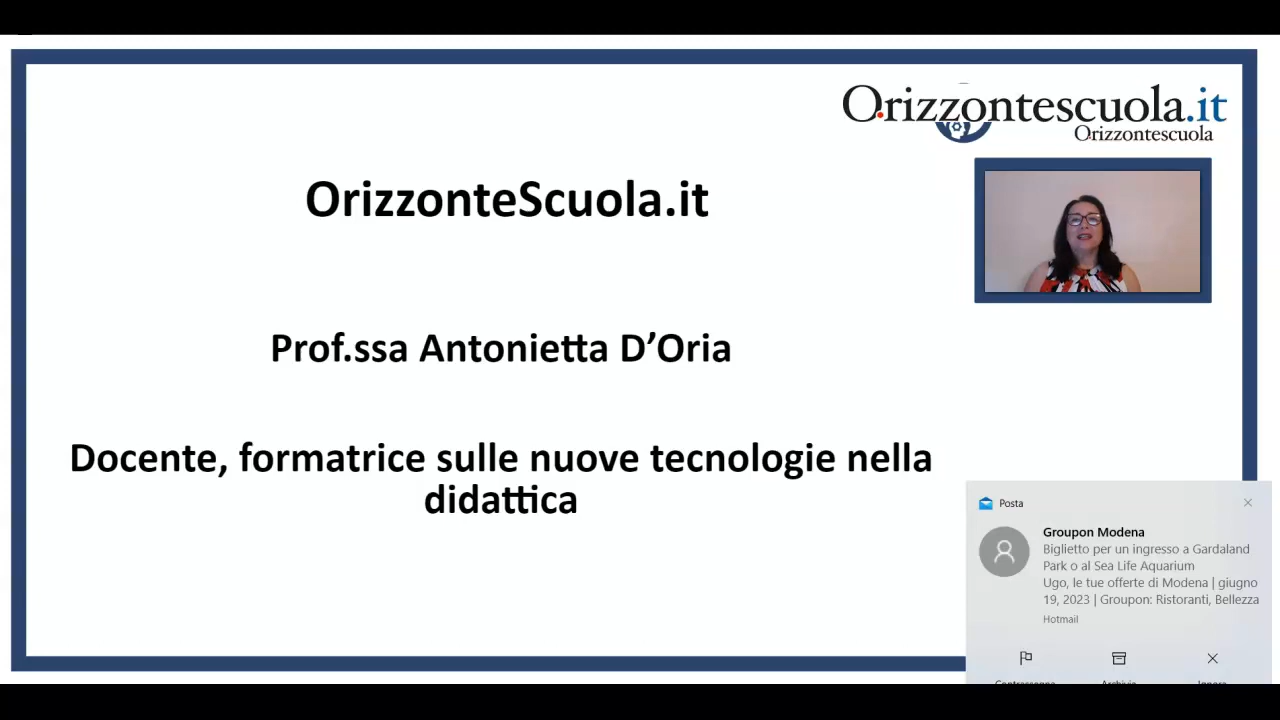 Orizzontescuola.it
Orizzontescuola
OrizzonteScuola.it
Prof.ssa Antonietta D’Oria
Docente, formatrice sulle nuove tecnologie nella
didattica
Posta
Groupon Modena
Biglietto per un ingresso a Gardaland
Park o al Sea Life Aquarium
Ugo, le tue offerte di Modena | giugno
19, 2023 | Groupon: Ristoranti, Bellezza
Hotmail
Contrassegna Archivia Ignora